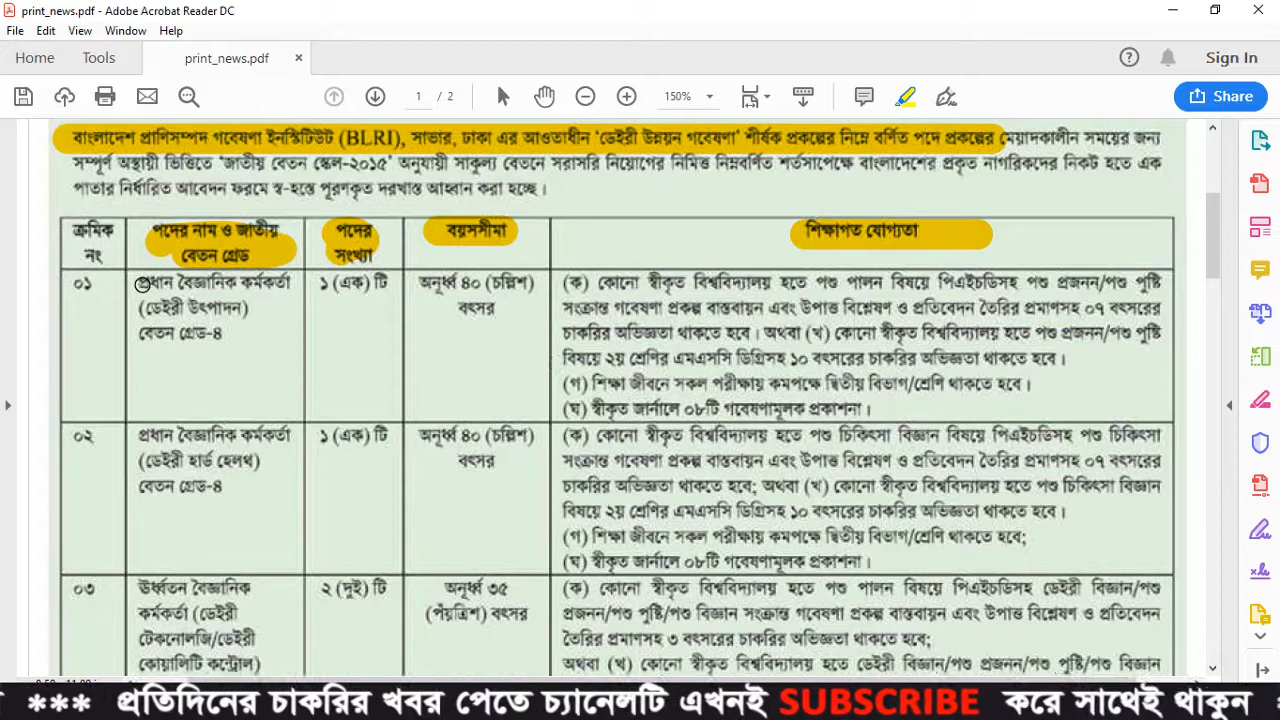 print_news.pdf - Adobe Acrobat Reader DC
File Edit View Window Help
Home Tools print_news.pdf × Sign In
1 / 2 150% Share
বাংলাদেশ প্রাণিসম্পদ গবেষণা ইনস্টিটিউট (BLRI), সাভার, ঢাকা এর আওতাধীন ‘ডেইরী উন্নয়ন গবেষণা’ শীর্ষক প্রকল্পের নিম্নে বর্ণিত পদে প্রকল্পের মেয়াদকালীন সময়ের জন্য
সম্পূর্ণ অস্থায়ী ভিত্তিতে ‘জাতীয় বেতন স্কেল-২০১৫’ অনুযায়ী সাকুল্য বেতনে সরাসরি নিয়োগের নিমিত্ত নিম্নবর্ণিত শর্তসাপেক্ষে বাংলাদেশের প্রকৃত নাগরিকদের নিকট হতে এক
পাতার নির্ধারিত আবেদন ফরমে স্ব-হস্তে পূরণকৃত দরখাস্ত আহ্বান করা হচ্ছে।
ক্রমিক নং
পদের নাম ও জাতীয় বেতন গ্রেড
পদের সংখ্যা
বয়সসীমা
শিক্ষাগত যোগ্যতা
০১
প্রধান বৈজ্ঞানিক কর্মকর্তা
(ডেইরী উৎপাদন)
বেতন গ্রেড-৪
১ (এক) টি
অনূর্ধ্ব ৪০ (চল্লিশ)
বৎসর
(ক) কোনো স্বীকৃত বিশ্ববিদ্যালয় হতে পশু পালন বিষয়ে পিএইচডিসহ পশু প্রজনন/পশু পুষ্টি
সংক্রান্ত গবেষণা প্রকল্প বাস্তবায়ন এবং উপাত্ত বিশ্লেষণ ও প্রতিবেদন তৈরির প্রমাণসহ ০৭ বৎসরের
চাকরির অভিজ্ঞতা থাকতে হবে। অথবা (খ) কোনো স্বীকৃত বিশ্ববিদ্যালয় হতে পশু প্রজনন/পশু পুষ্টি
বিষয়ে ২য় শ্রেণির এমএসসি ডিগ্রিসহ ১০ বৎসরের চাকরির অভিজ্ঞতা থাকতে হবে।
(গ) শিক্ষা জীবনে সকল পরীক্ষায় কমপক্ষে দ্বিতীয় বিভাগ/শ্রেণি থাকতে হবে।
(ঘ) স্বীকৃত জার্নালে ০৮টি গবেষণামূলক প্রকাশনা।
০২
প্রধান বৈজ্ঞানিক কর্মকর্তা
(ডেইরী হার্ড হেলথ)
বেতন গ্রেড-৪
১ (এক) টি
অনূর্ধ্ব ৪০ (চল্লিশ)
বৎসর
(ক) কোনো স্বীকৃত বিশ্ববিদ্যালয় হতে পশু চিকিৎসা বিজ্ঞান বিষয়ে পিএইচডিসহ পশু চিকিৎসা
সংক্রান্ত গবেষণা প্রকল্প বাস্তবায়ন এবং উপাত্ত বিশ্লেষণ ও প্রতিবেদন তৈরির প্রমাণসহ ০৭ বৎসরের
চাকরির অভিজ্ঞতা থাকতে হবে; অথবা (খ) কোনো স্বীকৃত বিশ্ববিদ্যালয় হতে পশু চিকিৎসা বিজ্ঞান
বিষয়ে ২য় শ্রেণির এমএসসি ডিগ্রিসহ ১০ বৎসরের চাকরির অভিজ্ঞতা থাকতে হবে।
(গ) শিক্ষা জীবনে সকল পরীক্ষায় কমপক্ষে দ্বিতীয় বিভাগ/শ্রেণি থাকতে হবে;
(ঘ) স্বীকৃত জার্নালে ০৮টি গবেষণামূলক প্রকাশনা।
০৩
ঊর্ধ্বতন বৈজ্ঞানিক
কর্মকর্তা (ডেইরী
টেকনোলজি/ডেইরী
কোয়ালিটি কন্ট্রোল)
২ (দুই) টি
অনূর্ধ্ব ৩৫
(পঁয়ত্রিশ) বৎসর
(ক) কোনো স্বীকৃত বিশ্ববিদ্যালয় হতে পশু পালন বিষয়ে পিএইচডিসহ ডেইরী বিজ্ঞান/পশু
প্রজনন/পশু পুষ্টি/পশু বিজ্ঞান সংক্রান্ত গবেষণা প্রকল্প বাস্তবায়ন এবং উপাত্ত বিশ্লেষণ ও প্রতিবেদন
তৈরির প্রমাণসহ ৩ বৎসরের চাকরির অভিজ্ঞতা থাকতে হবে;
অথবা (খ) কোনো স্বীকৃত বিশ্ববিদ্যালয় হতে ডেইরী বিজ্ঞান/পশু প্রজনন/পশু পুষ্টি/পশু বিজ্ঞান
*** প্রতিদিনের চাকরির খবর পেতে চ্যানেলটি এখনই SUBSCRIBE করে সাথেই থাকুন